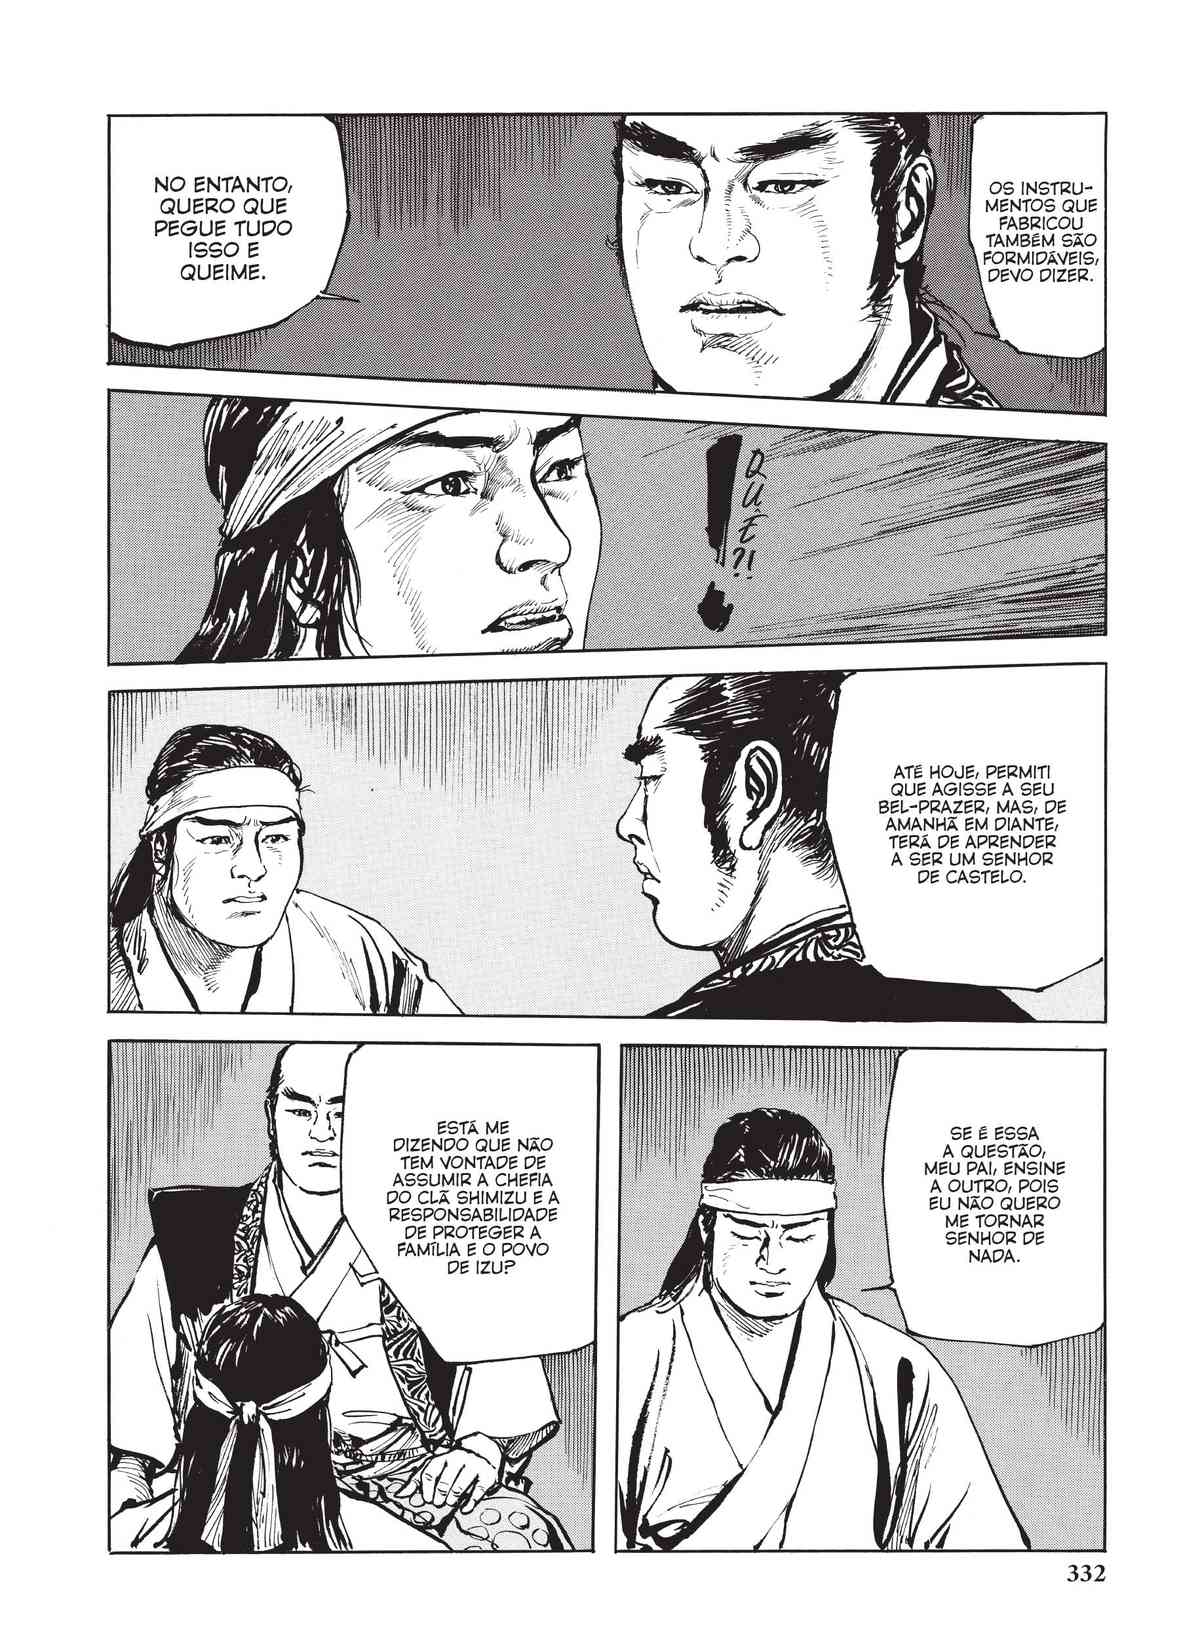 OS INSTRU-
MENTOS QUE
FABRICOU
TAMBÉM SÃO
FORMIDÁVEIS,
DEVO DIZER.
NO ENTANTO,
QUERO QUE
PEGUE TUDO
ISSO E
QUEIME.
!
QUÊ?!
ATÉ HOJE, PERMITI
QUE AGISSE A SEU
BEL-PRAZER, MAS, DE
AMANHÃ EM DIANTE,
TERÁ DE APRENDER
A SER UM SENHOR
DE CASTELO.
SE É ESSA
A QUESTÃO,
MEU PAI, ENSINE
A OUTRO, POIS
EU NÃO QUERO
ME TORNAR
SENHOR DE
NADA.
ESTÁ ME
DIZENDO QUE NÃO
TEM VONTADE DE
ASSUMIR A CHEFIA
DO CLÃ SHIMIZU E A
RESPONSABILIDADE
DE PROTEGER A
FAMÍLIA E O POVO
DE IZU?
332